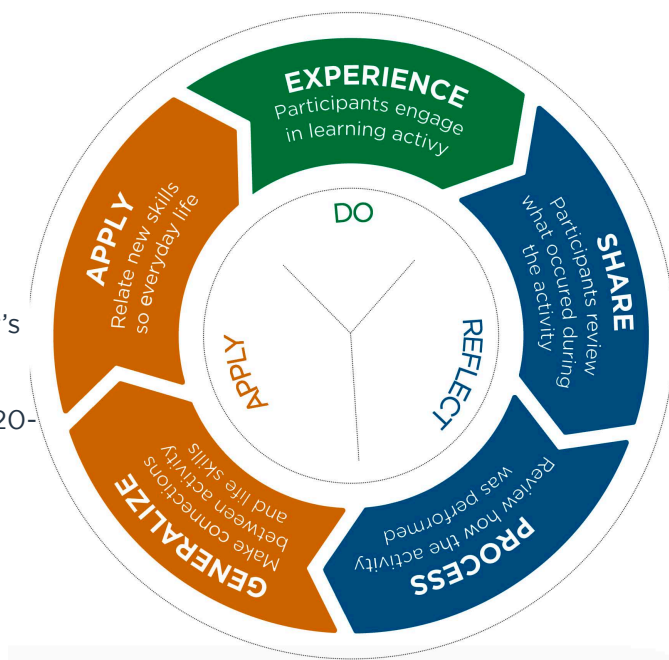 EXPERIENCE
Participants engage
in learning activy
SHARE
Participants review
what occured during
the activity
PROCESS
Review how the activity
was performed
GENERALIZE
Make connections
between activity
and life skills
APPLY
Relate new skills
so everyday life
DO
REFLECT
APPLY
's
20-